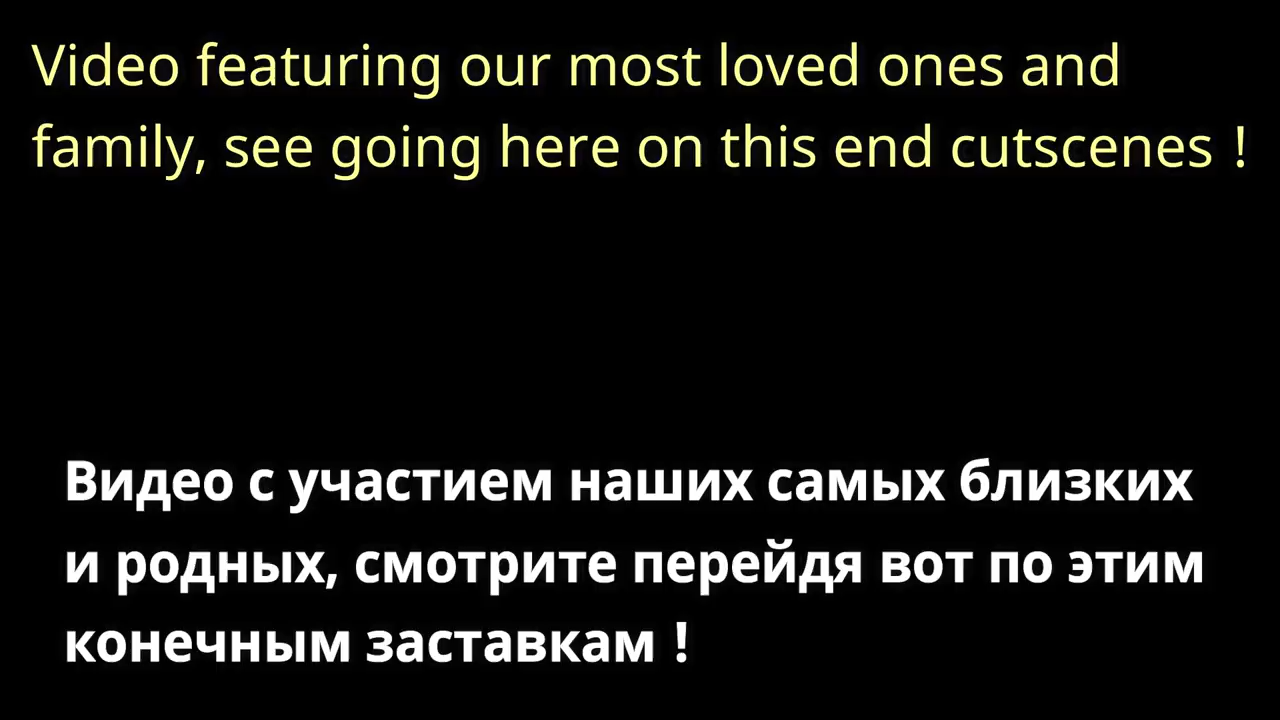 Video featuring our most loved ones and
family, see going here on this end cutscenes !
Видео с участием наших самых близких
и родных, смотрите перейдя вот по этим
конечным заставкам !